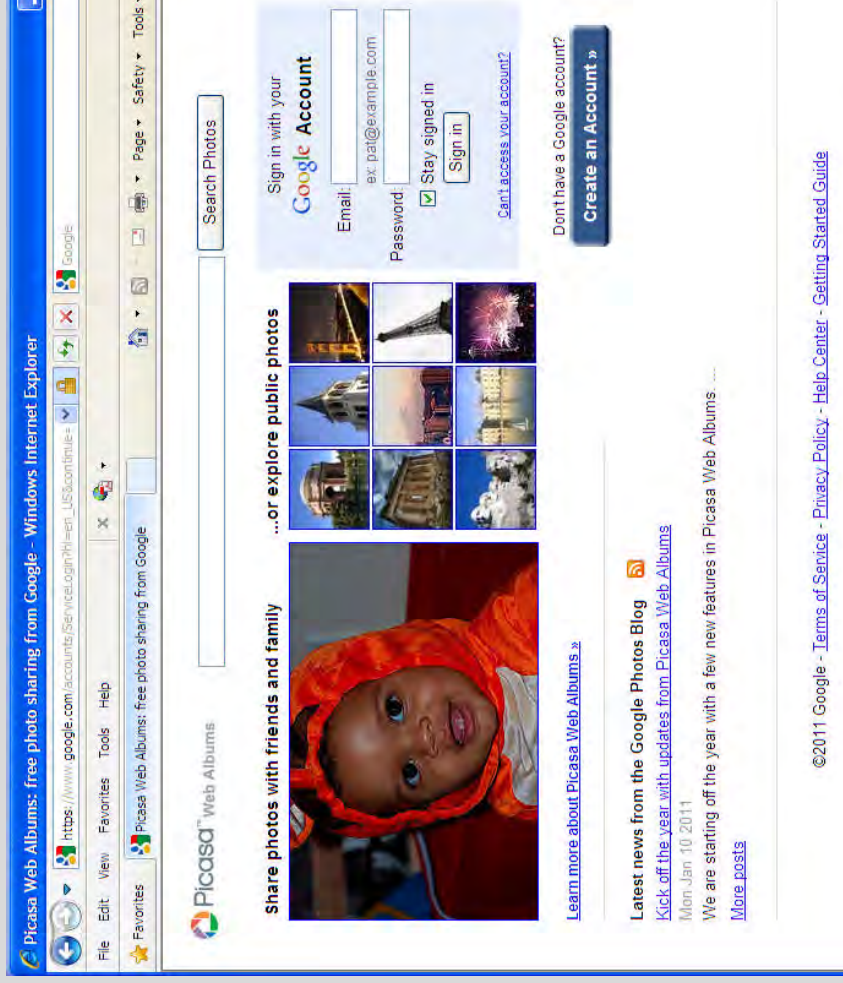 Picasa Web Albums: free photo sharing from Google - Windows Internet Explorer
https://www.google.com/accounts/ServiceLogin?hl=en_US&continue=
Google
File Edit View Favorites Tools Help
Favorites
Picasa Web Albums: free photo sharing from Google
Page Safety Tools
Picasa™ Web Albums
Search Photos
Share photos with friends and family
...or explore public photos
Sign in with your
Google Account
Email:
ex: pat@example.com
Password:
Stay signed in
Sign in
Can't access your account?
Learn more about Picasa Web Albums »
Don't have a Google account?
Create an Account »
Latest news from the Google Photos Blog
Kick off the year with updates from Picasa Web Albums
Mon Jan 10 2011
We are starting off the year with a few new features in Picasa Web Albums. ...
More posts
©2011 Google - Terms of Service - Privacy Policy - Help Center - Getting Started Guide